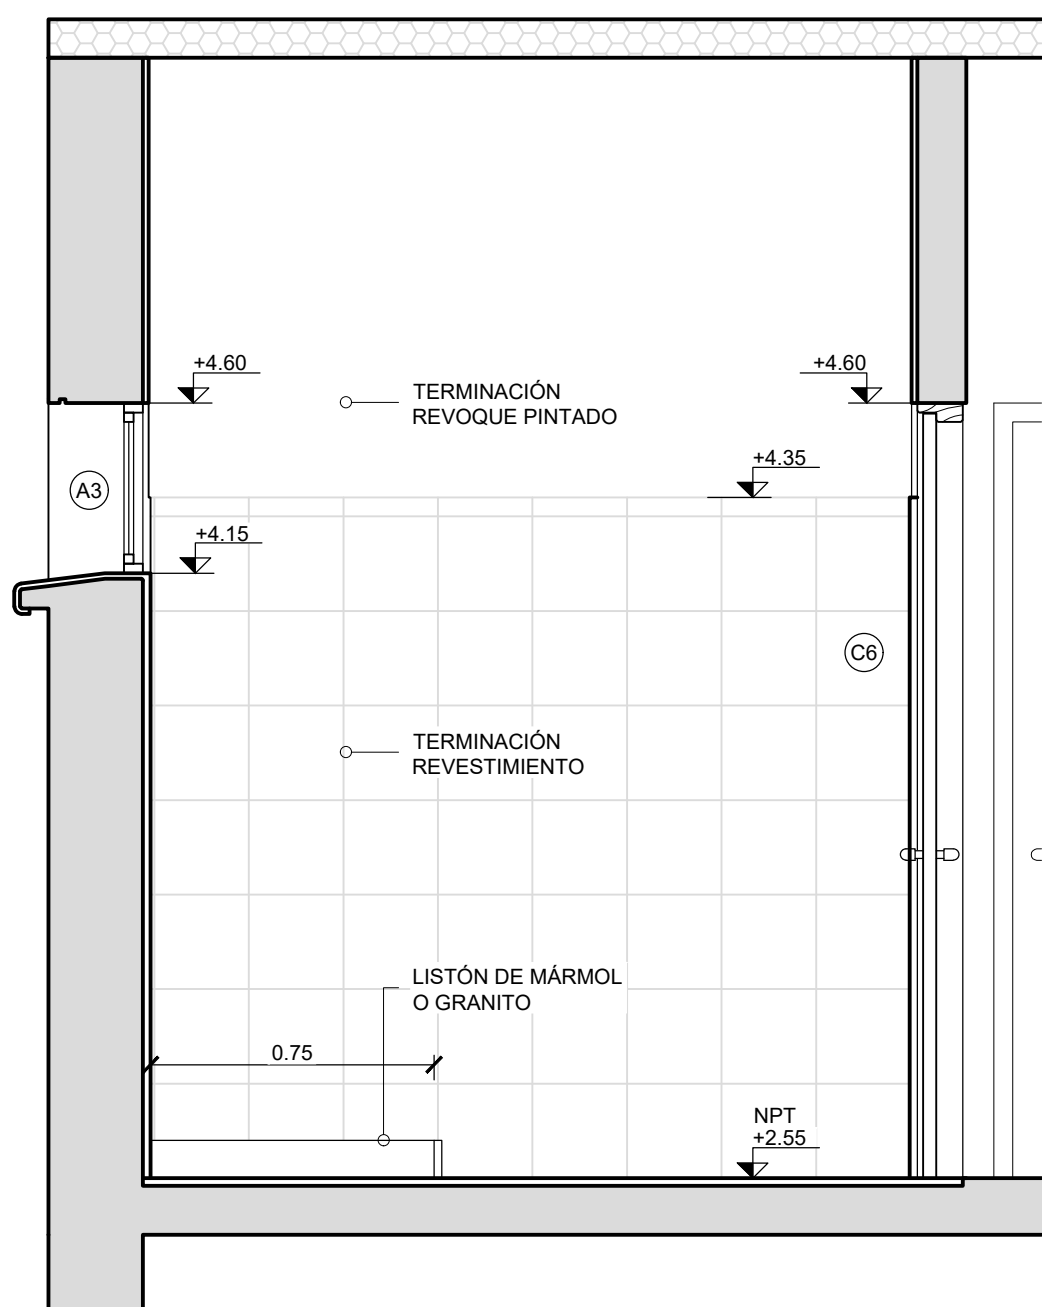 +4.60
+4.60
TERMINACIÓN
REVOQUE PINTADO
+4.35
A3
+4.15
C6
TERMINACIÓN
REVESTIMIENTO
LISTÓN DE MÁRMOL
O GRANITO
0.75
NPT
+2.55